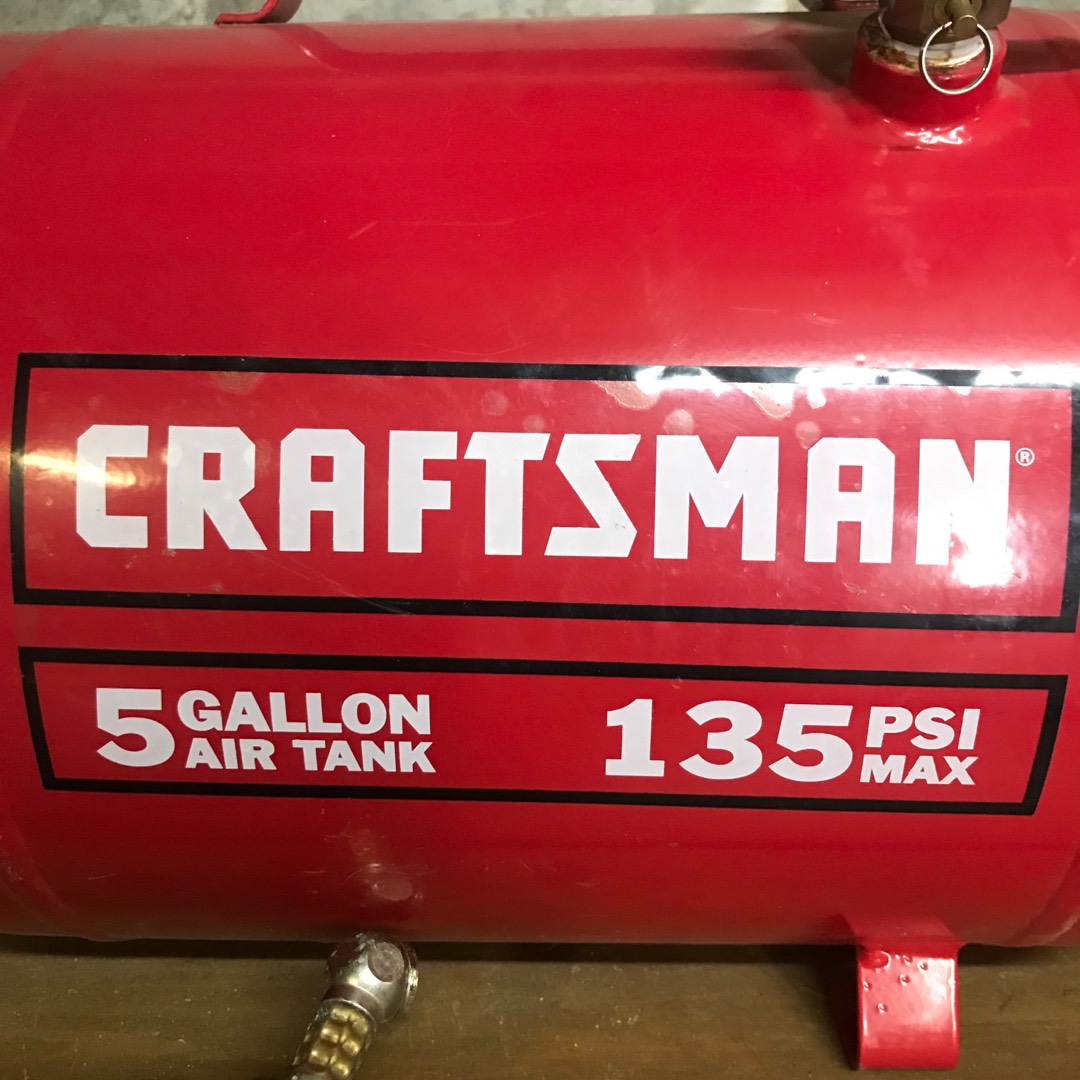 CRAFTSMAN®
5 GALLON
AIR TANK
135 PSI
MAX